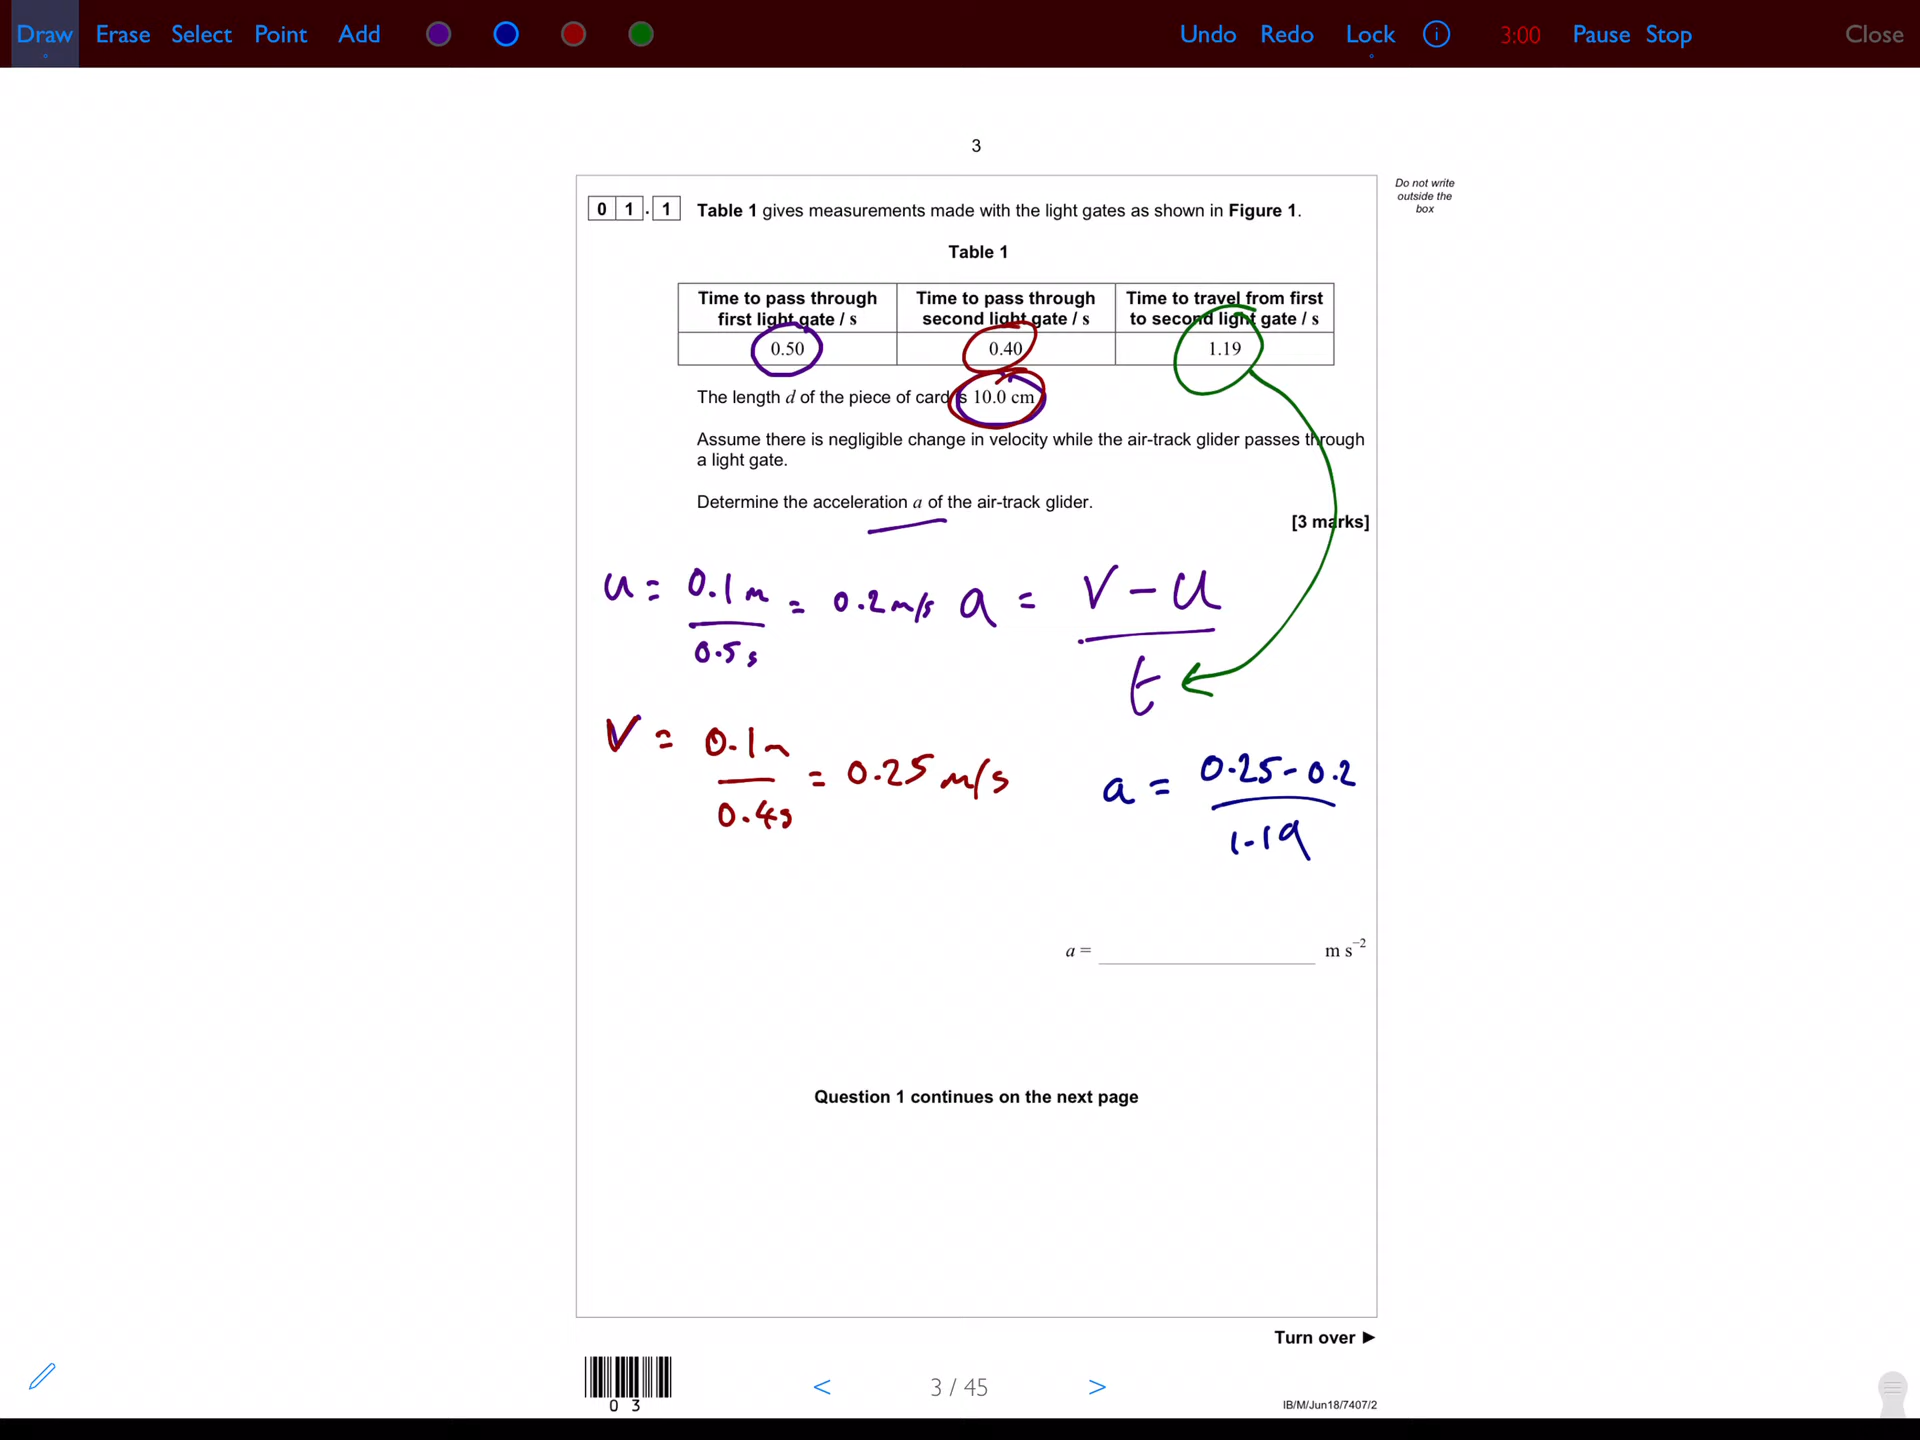 Draw Erase Select Point Add Undo Redo Lock i 3:00 Pause Stop Close
3
Do not write
outside the
box
0 1 . 1 Table 1 gives measurements made with the light gates as shown in Figure 1.
Table 1
Time to pass through first light gate / s
Time to pass through second light gate / s
Time to travel from first to second light gate / s
0.50 0.40 1.19
The length d of the piece of card is 10.0 cm
Assume there is negligible change in velocity while the air-track glider passes through
a light gate.
Determine the acceleration a of the air-track glider.
[3 marks]
u = 0.1m / 0.5s = 0.2m/s a = V - u / t
V = 0.1m / 0.4s = 0.25 m/s a = 0.25 - 0.2 / 1.19
a = ____ m s⁻²
Question 1 continues on the next page
Turn over ►
0 3
< 3 / 45 >
IB/M/Jun18/7407/2